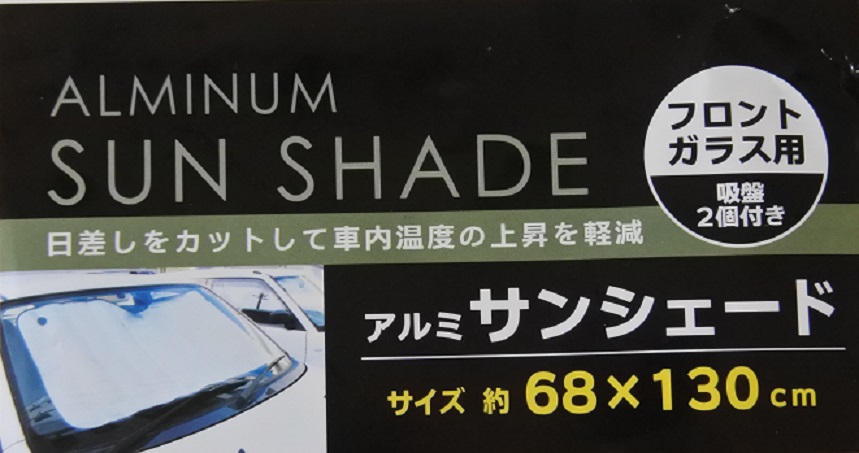 ALMINUM
SUN SHADE
フロント
ガラス用
吸盤
2個付き
日差しをカットして車内温度の上昇を軽減
アルミサンシェード
サイズ 約 68×130cm